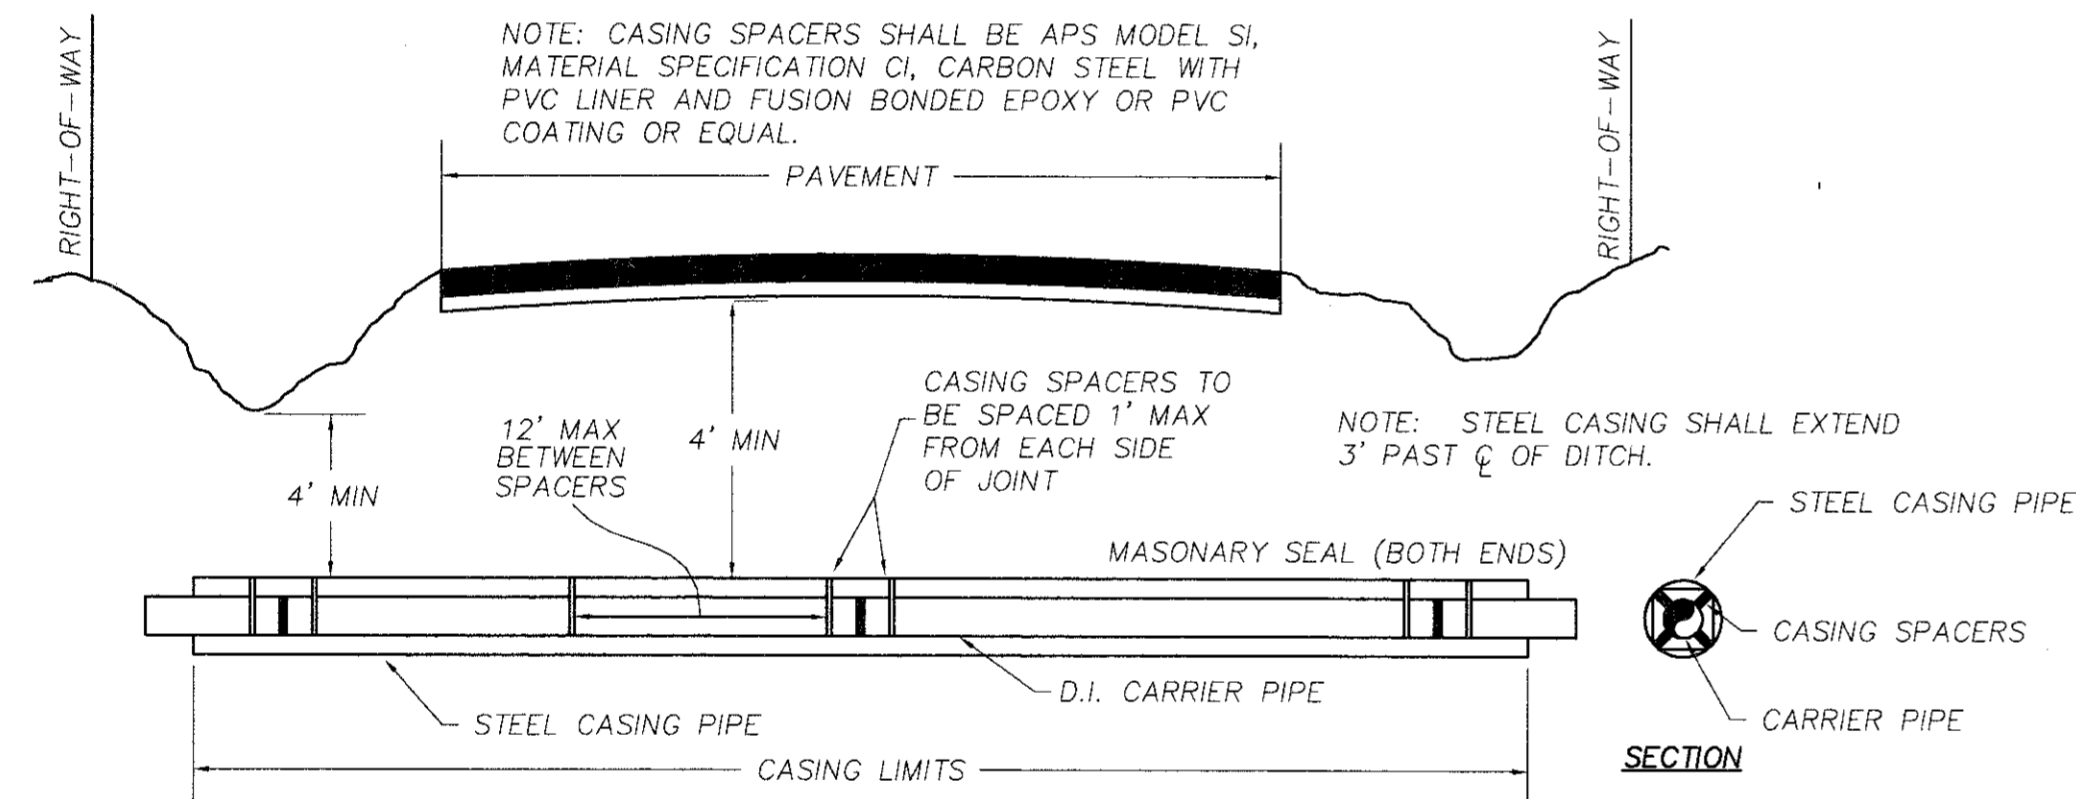 NOTE: CASING SPACERS SHALL BE APS MODEL SI,
MATERIAL SPECIFICATION CI, CARBON STEEL WITH
PVC LINER AND FUSION BONDED EPOXY OR PVC
COATING OR EQUAL.
RIGHT-OF-WAY
RIGHT-OF-WAY
PAVEMENT
CASING SPACERS TO
BE SPACED 1' MAX
FROM EACH SIDE
OF JOINT
12' MAX
BETWEEN
SPACERS
4' MIN
4' MIN
NOTE: STEEL CASING SHALL EXTEND
3' PAST ℄ OF DITCH.
STEEL CASING PIPE
MASONARY SEAL (BOTH ENDS)
CASING SPACERS
D.I. CARRIER PIPE
CARRIER PIPE
STEEL CASING PIPE
SECTION
CASING LIMITS